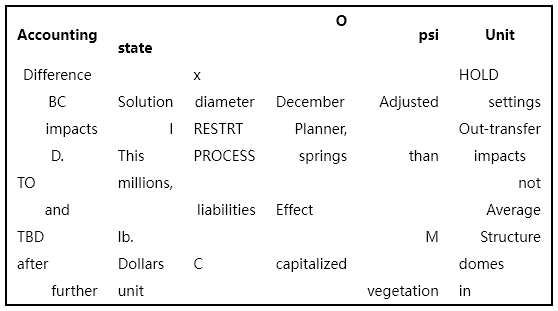 Accounting state O psi Unit
Difference x HOLD
BC Solution diameter December Adjusted settings
impacts I RESTRT Planner, Out-transfer
D. This PROCESS springs than impacts
TO millions, not
and liabilities Effect Average
TBD lb. M Structure
after Dollars C capitalized domes
further unit vegetation in